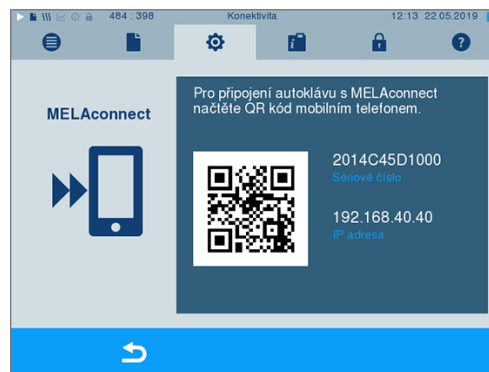 484 : 398 Konektivita 12:13 22.05.2019
MELAconnect
Pro připojení autoklávu s MELAconnect
načtěte QR kód mobilním telefonem.
2014C45D1000
Sériové číslo
192.168.40.40
IP adresa